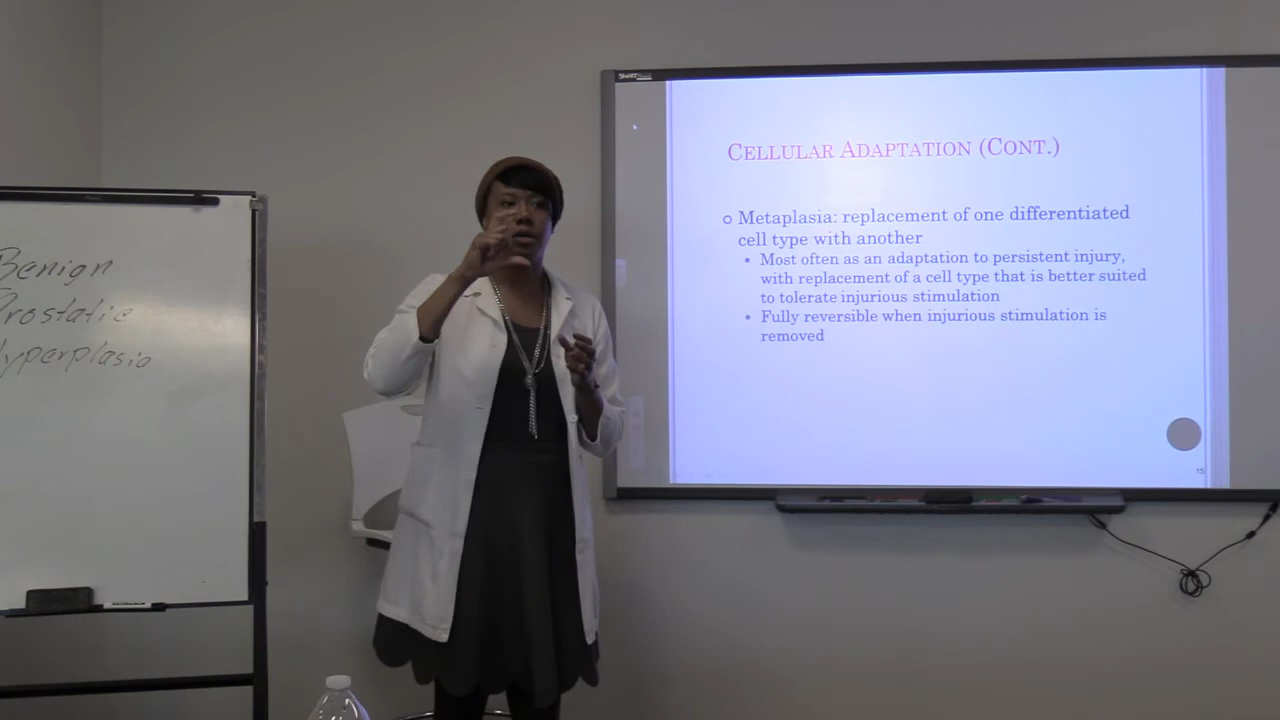 Benign
Prostatic
Hyperplasia
CELLULAR ADAPTATION (CONT.)
Metaplasia: replacement of one differentiated
cell type with another
• Most often as an adaptation to persistent injury,
with replacement of a cell type that is better suited
to tolerate injurious stimulation
• Fully reversible when injurious stimulation is
removed
15